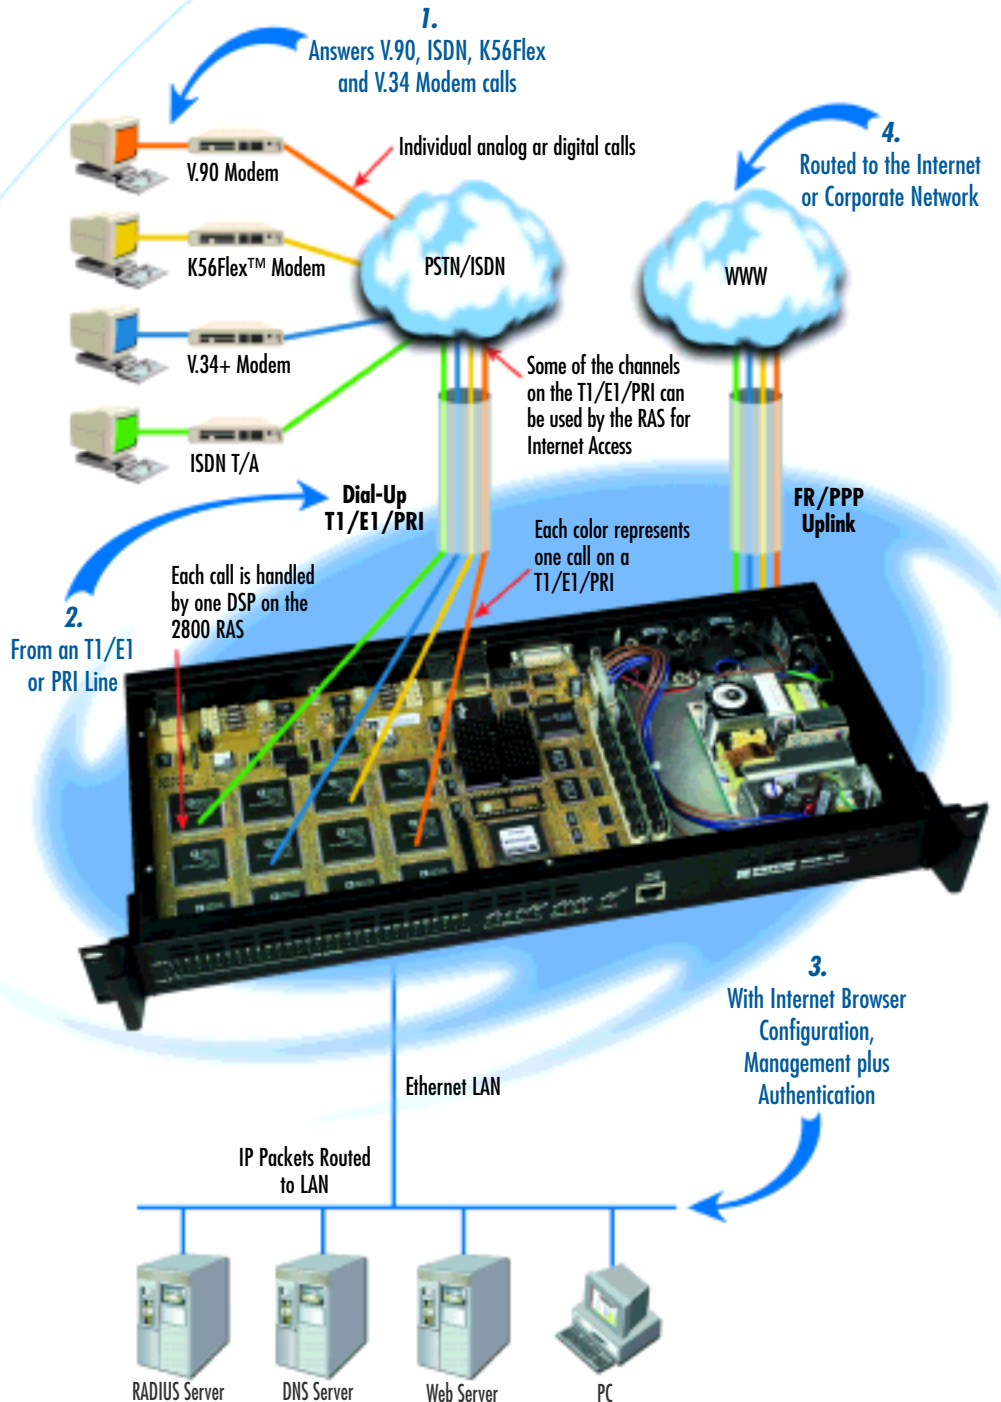 1.
Answers V.90, ISDN, K56Flex
and V.34 Modem calls
V.90 Modem
Individual analog ar digital calls
4.
Routed to the Internet
or Corporate Network
K56Flex™ Modem
PSTN/ISDN
WWW
V.34+ Modem
Some of the channels
on the T1/E1/PRI can
be used by the RAS for
Internet Access
ISDN T/A
Dial-Up
T1/E1/PRI
FR/PPP
Uplink
Each color represents
one call on a
T1/E1/PRI
Each call is handled
by one DSP on the
2800 RAS
2.
From an T1/E1
or PRI Line
3.
With Internet Browser
Configuration,
Management plus
Authentication
Ethernet LAN
IP Packets Routed
to LAN
RADIUS Server
DNS Server
Web Server
PC